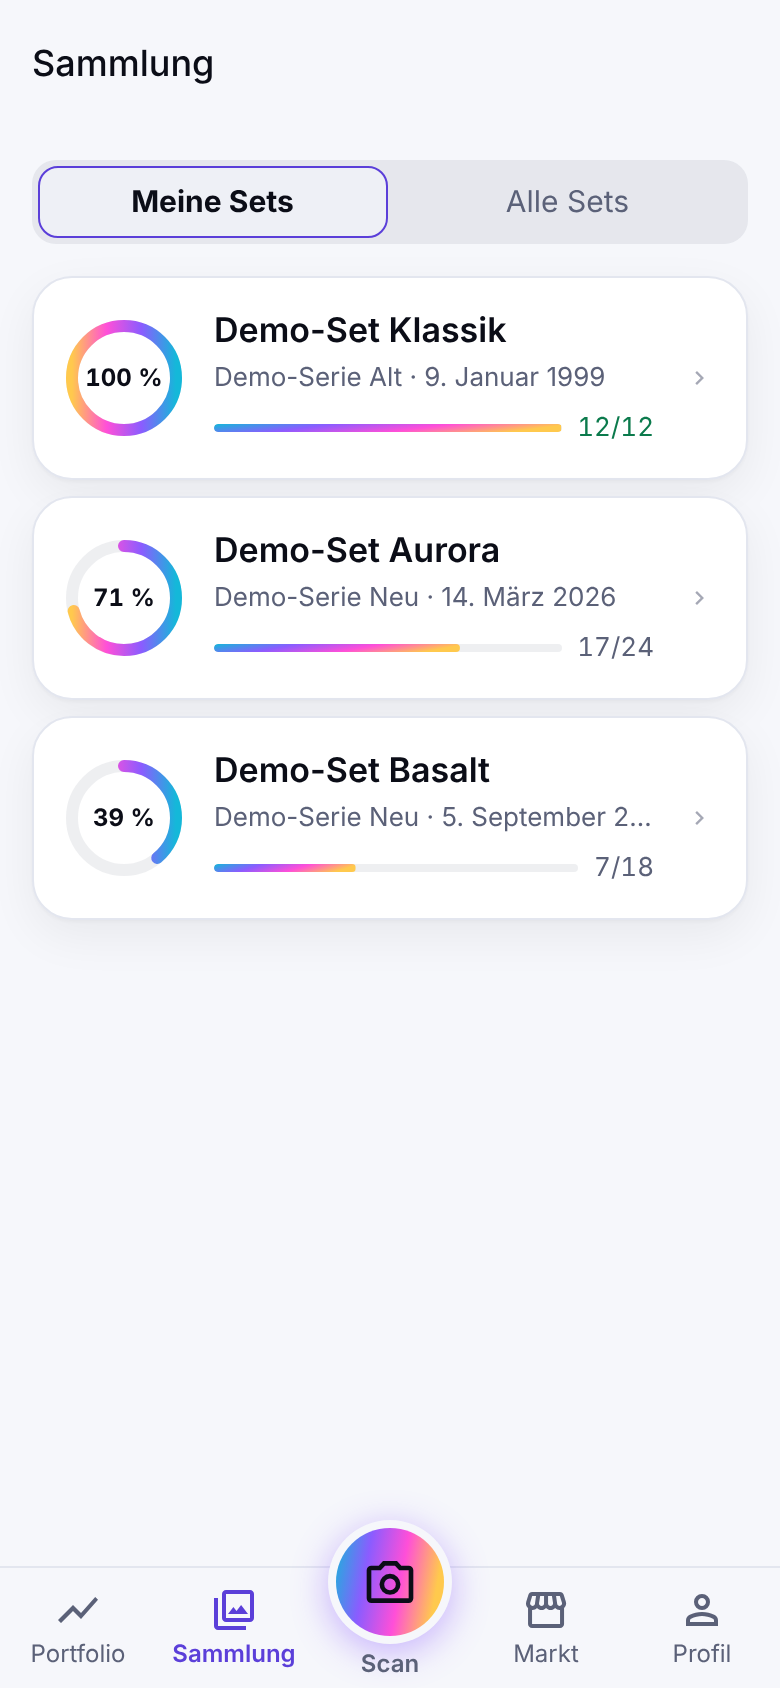 Sammlung
Meine Sets
Alle Sets
100 %
Demo-Set Klassik
Demo-Serie Alt · 9. Januar 1999
12/12
71 %
Demo-Set Aurora
Demo-Serie Neu · 14. März 2026
17/24
39 %
Demo-Set Basalt
Demo-Serie Neu · 5. September 2...
7/18
Portfolio
Sammlung
Scan
Markt
Profil